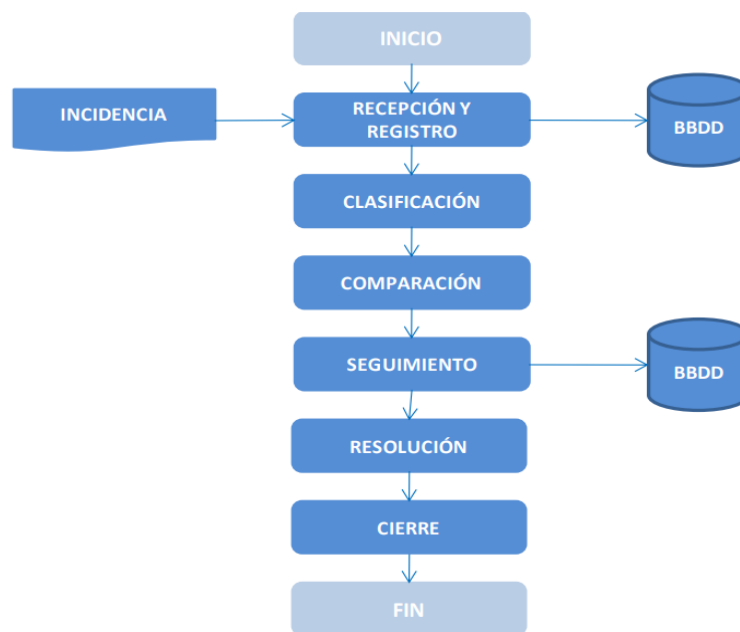 INICIO
INCIDENCIA
RECEPCIÓN Y
REGISTRO
BBDD
CLASIFICACIÓN
COMPARACIÓN
SEGUIMIENTO
BBDD
RESOLUCIÓN
CIERRE
FIN